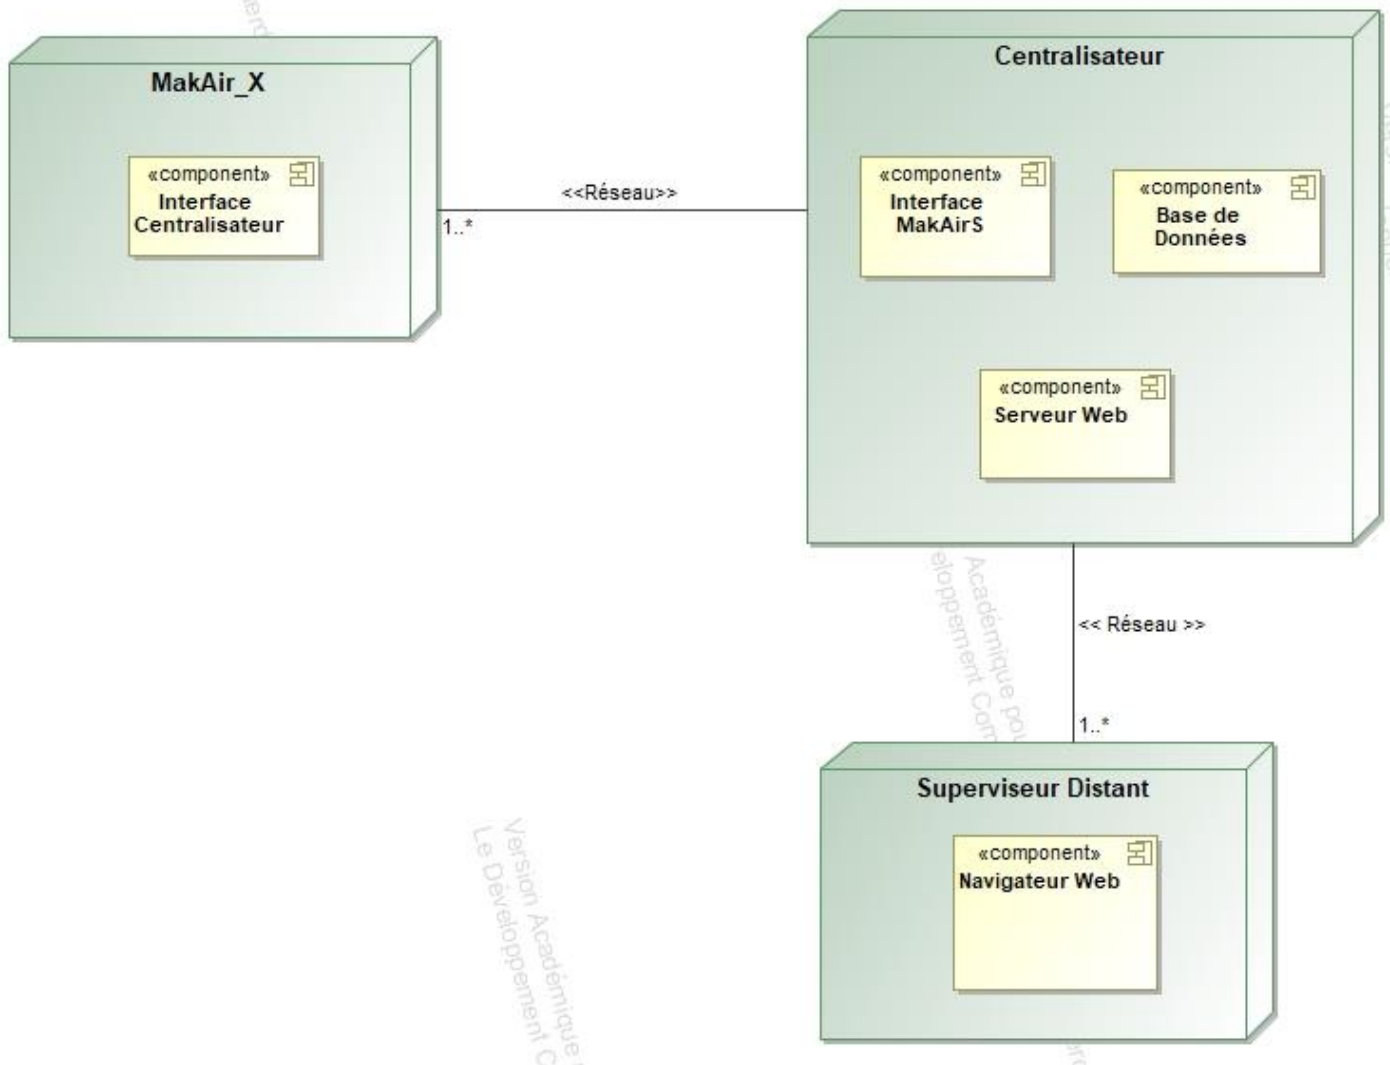 MakAir_X
«component»
Interface
Centralisateur
<<Réseau>>
1..*
Centralisateur
«component»
Interface
MakAirS
«component»
Base de
Données
«component»
Serveur Web
<< Réseau >>
1..*
Superviseur Distant
«component»
Navigateur Web
Académique pou
eloppement Com
Version Académique
Le Développement C